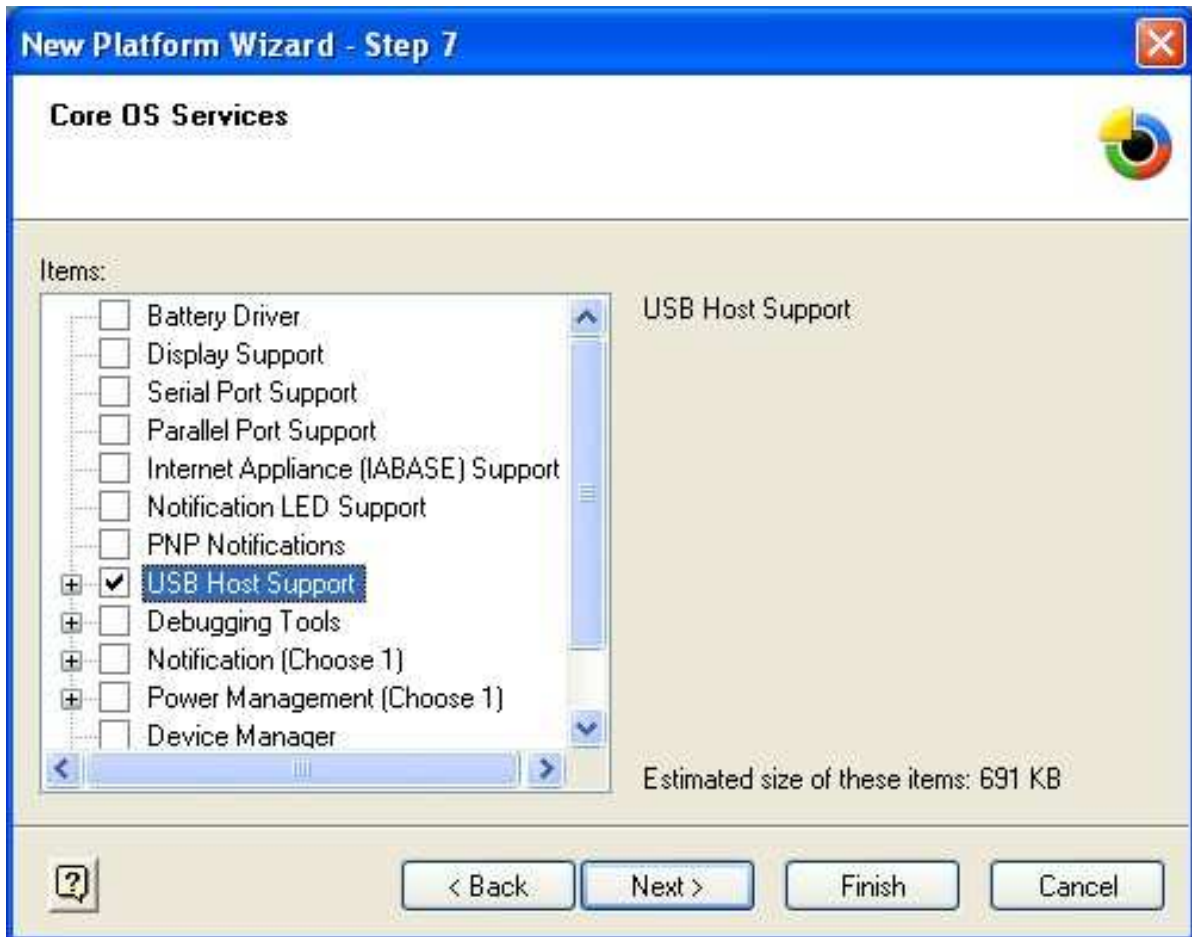 New Platform Wizard - Step 7
Core OS Services
Items:
Battery Driver
Display Support
Serial Port Support
Parallel Port Support
Internet Appliance (IABASE) Support
Notification LED Support
PNP Notifications
USB Host Support
Debugging Tools
Notification (Choose 1)
Power Management (Choose 1)
Device Manager
USB Host Support
Estimated size of these items: 691 KB
< Back
Next >
Finish
Cancel